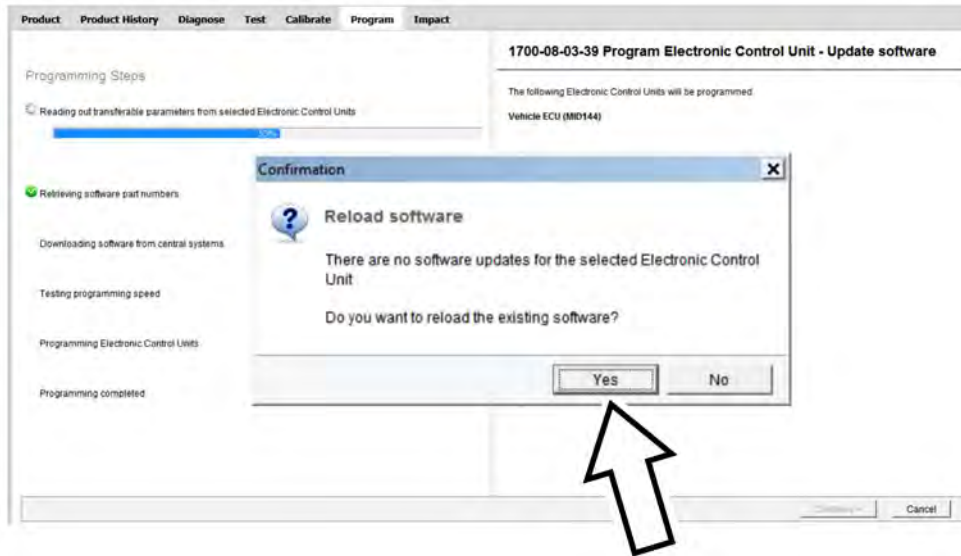 Product Product History Diagnose Test Calibrate Program Impact
1700-08-03-39 Program Electronic Control Unit - Update software
Programming Steps
The following Electronic Control Units will be programmed
Reading out transferable parameters from selected Electronic Control Units
Vehicle ECU (MID144)
Confirmation
Retrieving software part numbers
Reload software
Downloading software from central systems
There are no software updates for the selected Electronic Control
Unit
Testing programming speed
Do you want to reload the existing software?
Programming Electronic Control Units
Yes No
Programming completed
Cancel